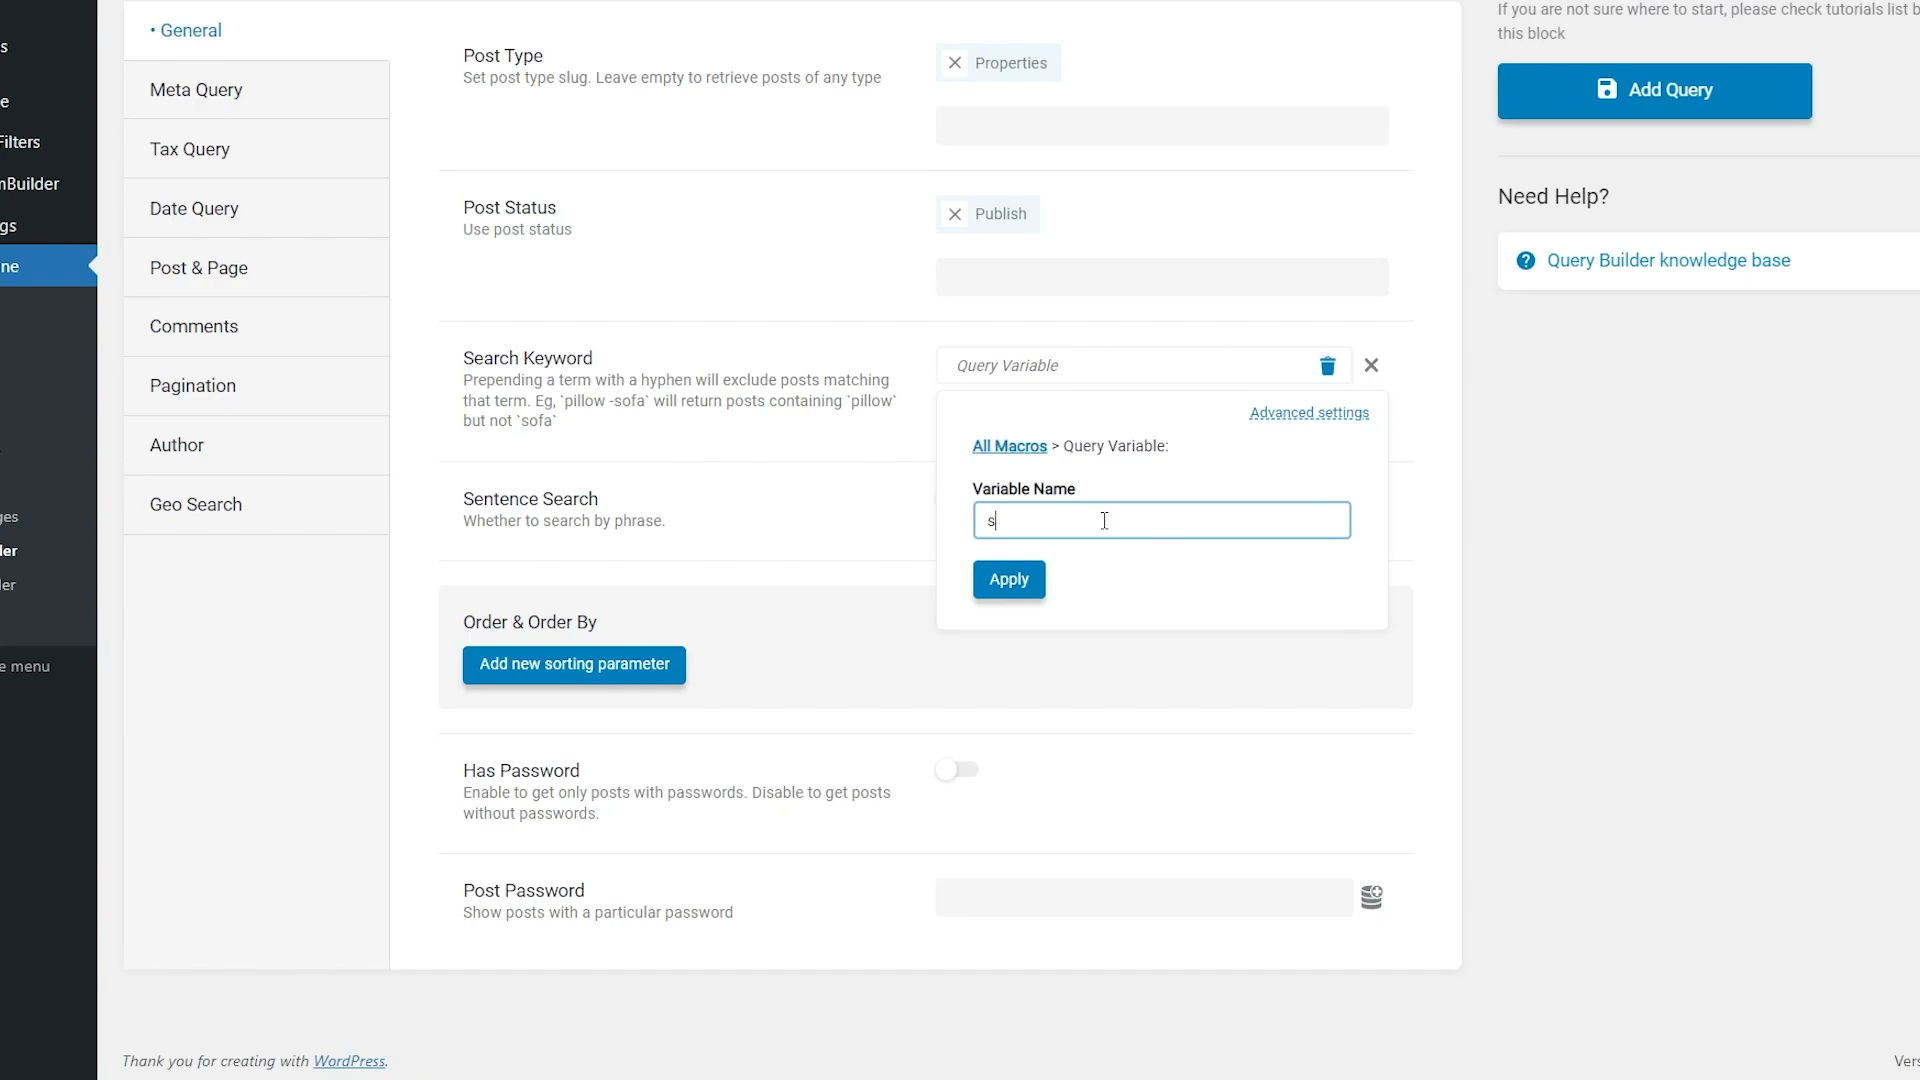 s
e
Filters
mBuilder
gs
ne
ges
der
ler
e menu
• General
Meta Query
Tax Query
Date Query
Post & Page
Comments
Pagination
Author
Geo Search
Post Type
Set post type slug. Leave empty to retrieve posts of any type
Properties
Post Status
Use post status
Publish
Search Keyword
Prepending a term with a hyphen will exclude posts matching
that term. Eg, `pillow -sofa` will return posts containing `pillow`
but not `sofa`
Query Variable
Advanced settings
All Macros > Query Variable:
Variable Name
s
Apply
Sentence Search
Whether to search by phrase.
Order & Order By
Add new sorting parameter
Has Password
Enable to get only posts with passwords. Disable to get posts
without passwords.
Post Password
Show posts with a particular password
If you are not sure where to start, please check tutorials list b
this block
Add Query
Need Help?
Query Builder knowledge base
Thank you for creating with WordPress.
Vers